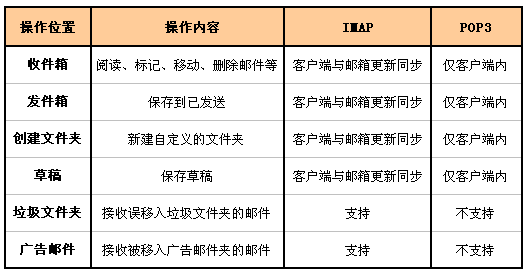 操作位置 操作内容 IMAP POP3
收件箱 阅读、标记、移动、删除邮件等 客户端与邮箱更新同步 仅客户端内
发件箱 保存到已发送 客户端与邮箱更新同步 仅客户端内
创建文件夹 新建自定义的文件夹 客户端与邮箱更新同步 仅客户端内
草稿 保存草稿 客户端与邮箱更新同步 仅客户端内
垃圾文件夹 接收误移入垃圾文件夹的邮件 支持 不支持
广告邮件 接收被移入广告邮件夹的邮件 支持 不支持